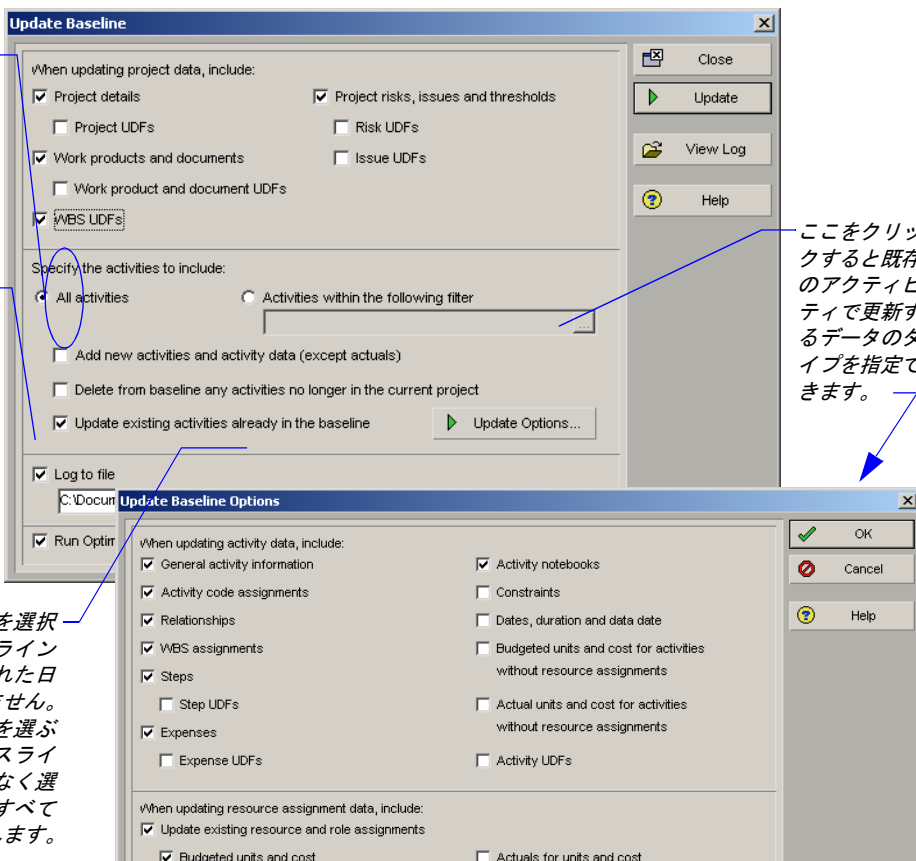 Update Baseline
When updating project data, include:
Project details
Project risks, issues and thresholds
Project UDFs
Risk UDFs
Work products and documents
Issue UDFs
Work product and document UDFs
WBS UDFs
Close
Update
View Log
Help
Specify the activities to include:
All activities
Activities within the following filter
...
Add new activities and activity data (except actuals)
Delete from baseline any activities no longer in the current project
Update existing activities already in the baseline
Update Options...
Log to file
C:\Docum
Run Optim
ここをクリッ
クすると既存
のアクティビ
ティで更新す
るデータのタ
イプを指定で
きます。
Update Baseline Options
When updating activity data, include:
General activity information
Activity notebooks
Activity code assignments
Constraints
Relationships
Dates, duration and data date
WBS assignments
Budgeted units and cost for activities
without resource assignments
Steps
Step UDFs
Actual units and cost for activities
without resource assignments
Expenses
Expense UDFs
Activity UDFs
When updating resource assignment data, include:
Update existing resource and role assignments
Budgeted units and cost
Actuals for units and cost
OK
Cancel
Help
を選択
ライン
れた日
せん。
を選ぶ
スライ
なく選
すべて
します。